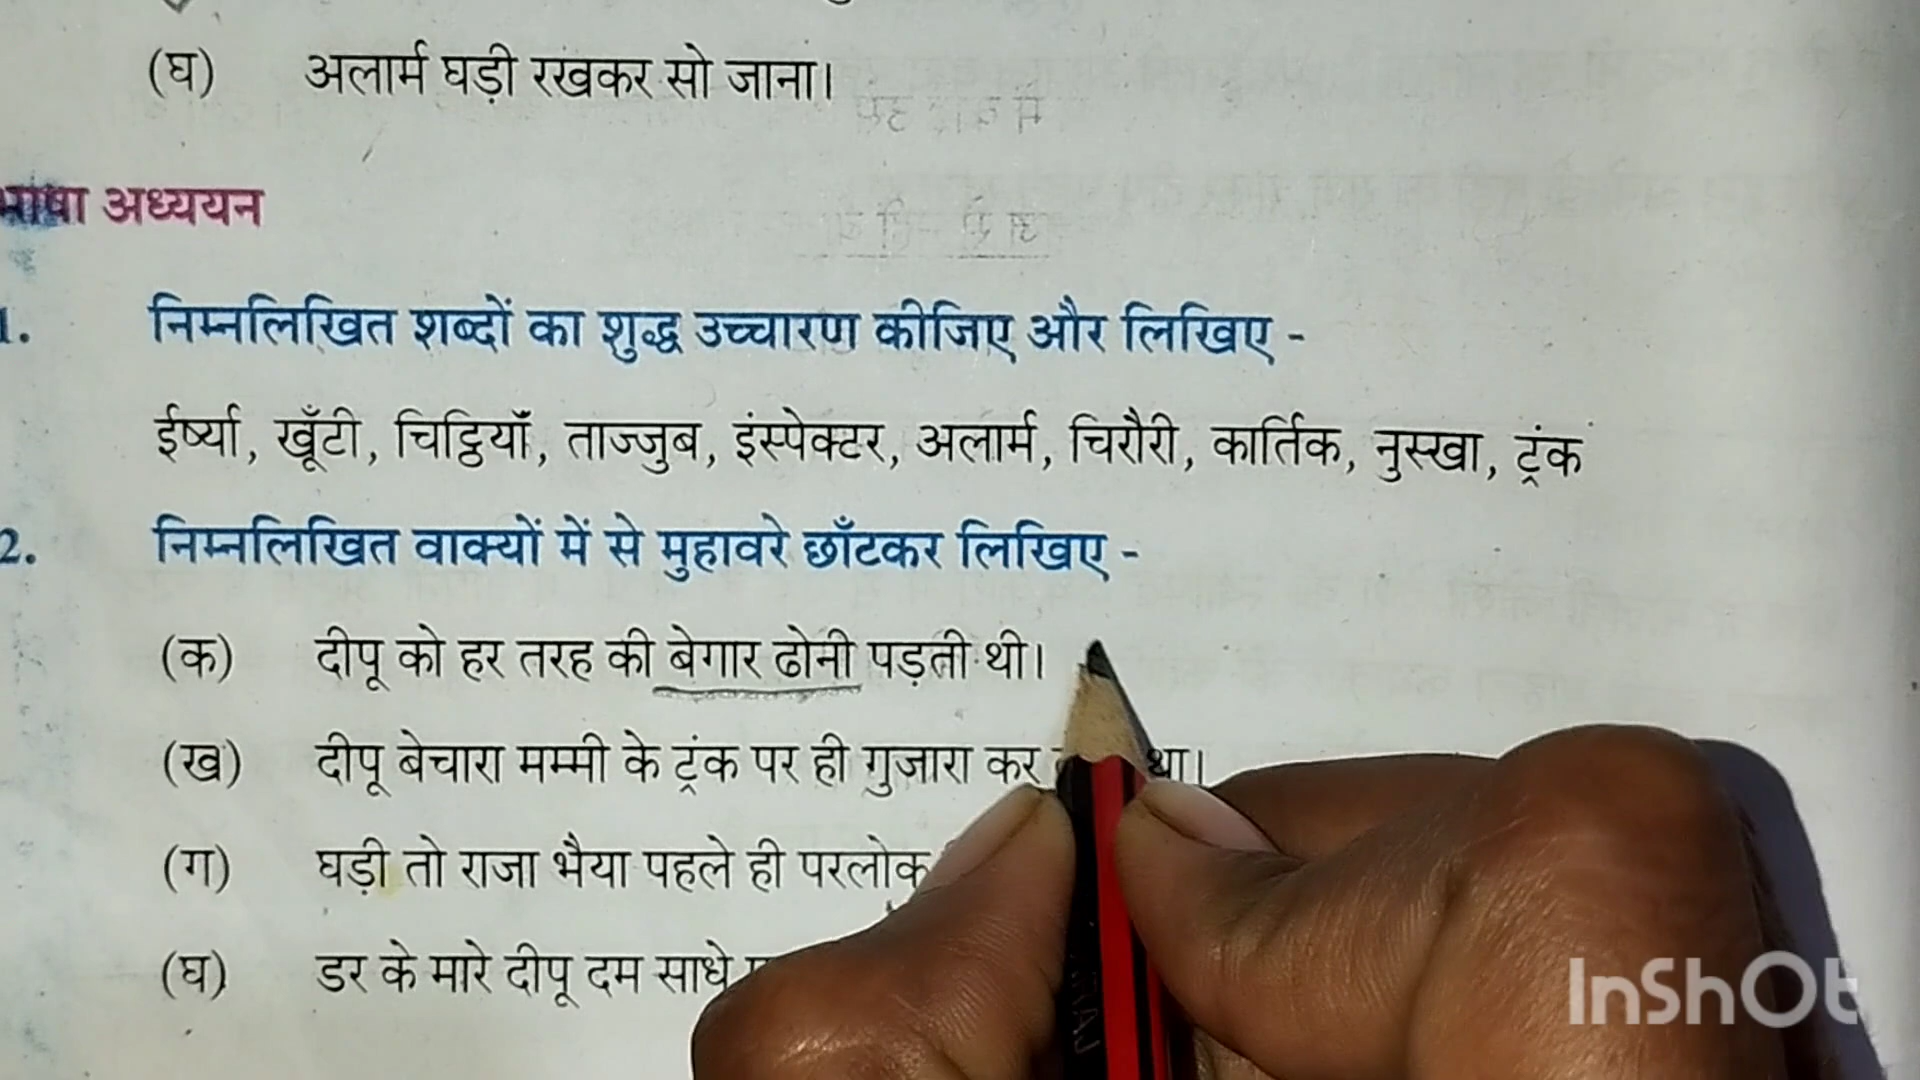 (घ) अलार्म घड़ी रखकर सो जाना।
भाषा अध्ययन
1. निम्नलिखित शब्दों का शुद्ध उच्चारण कीजिए और लिखिए -
ईर्ष्या, खूँटी, चिट्ठियाँ, ताज्जुब, इंस्पेक्टर, अलार्म, चिरौरी, कार्तिक, नुस्खा, ट्रंक
2. निम्नलिखित वाक्यों में से मुहावरे छाँटकर लिखिए -
(क) दीपू को हर तरह की बेगार ढोनी पड़ती थी।
(ख) दीपू बेचारा मम्मी के ट्रंक पर ही गुजारा कर था।
(ग) घड़ी तो राजा भैया पहले ही परलोक
(घ) डर के मारे दीपू दम साधे
InShOt